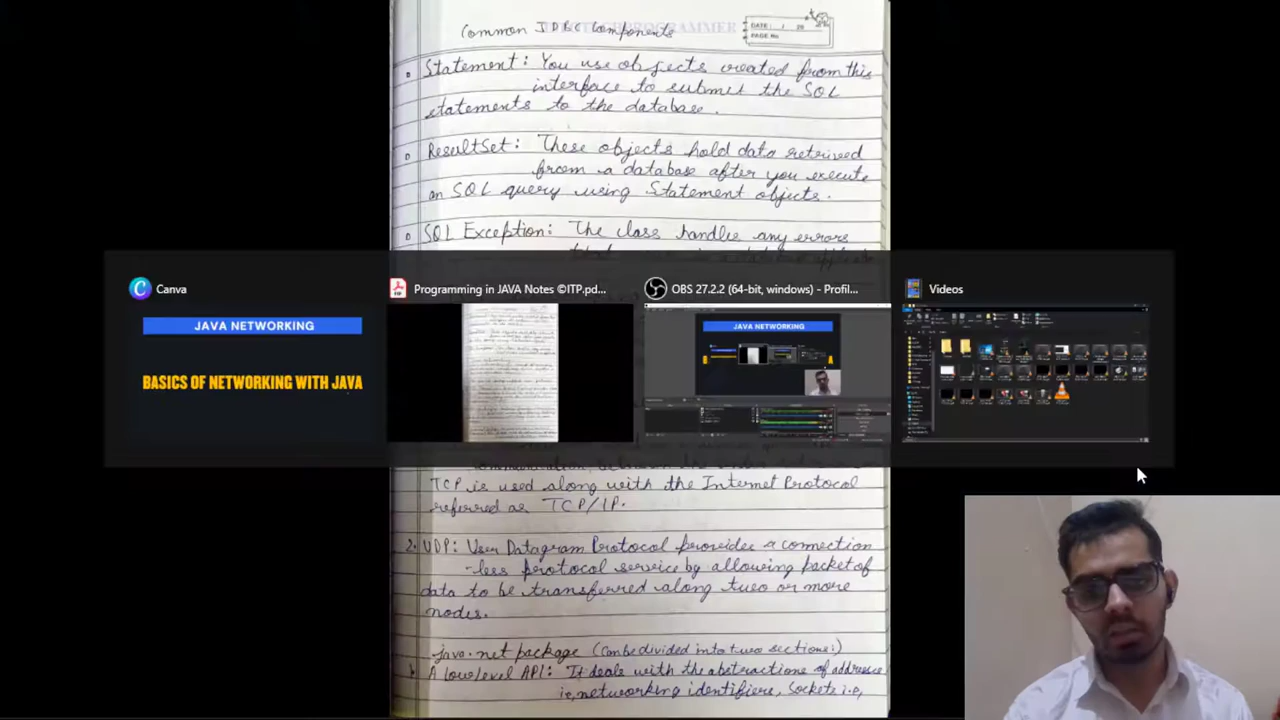 Common JDBC Components
PROGRAMMER
DATE: / 20
PAGE No
Statement: You use objects created from this
interface to submit the SQL
statements to the database.
ResultSet: These objects hold data retrived
from a database after you execute
an SQL query using Statement objects.
SQL Exception: The class handles any errors
Canva
Programming in JAVA Notes ©ITP.pd...
OBS 27.2.2 (64-bit, windows) - Profil...
Videos
JAVA NETWORKING
BASICS OF NETWORKING WITH JAVA
JAVA NETWORKING
TCP is used along with the Internet Protocol
referred as TCP/IP.
2. UDP: User Datagram Protocol provides a connection
-less protocol service by allowing packet of
data to be transferred along two or more
nodes.
java.net package (Can be divided into two sections:)
A low level API: It deals with the abstractions of
ie, networking identifiers, Sockets i.e,